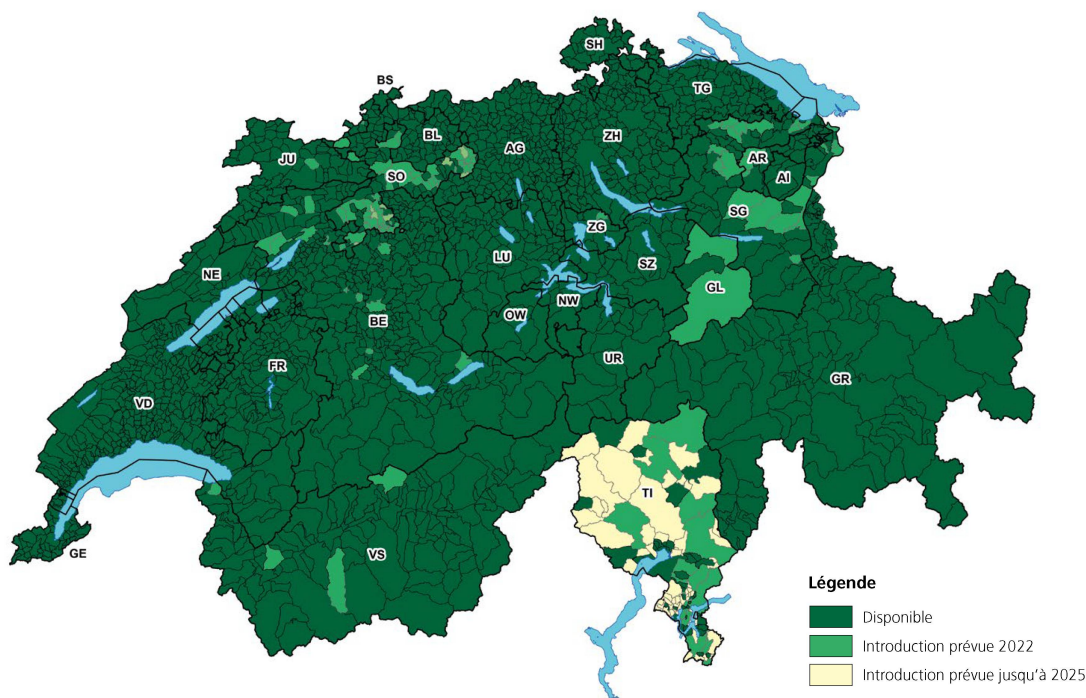 SH
BS
TG
BL
AG
ZH
JU
SO
AR
AI
SG
ZG
LU
SZ
NE
GL
NW
BE
OW
UR
FR
GR
VD
TI
VS
GE
Légende
Disponible
Introduction prévue 2022
Introduction prévue jusqu'à 2025